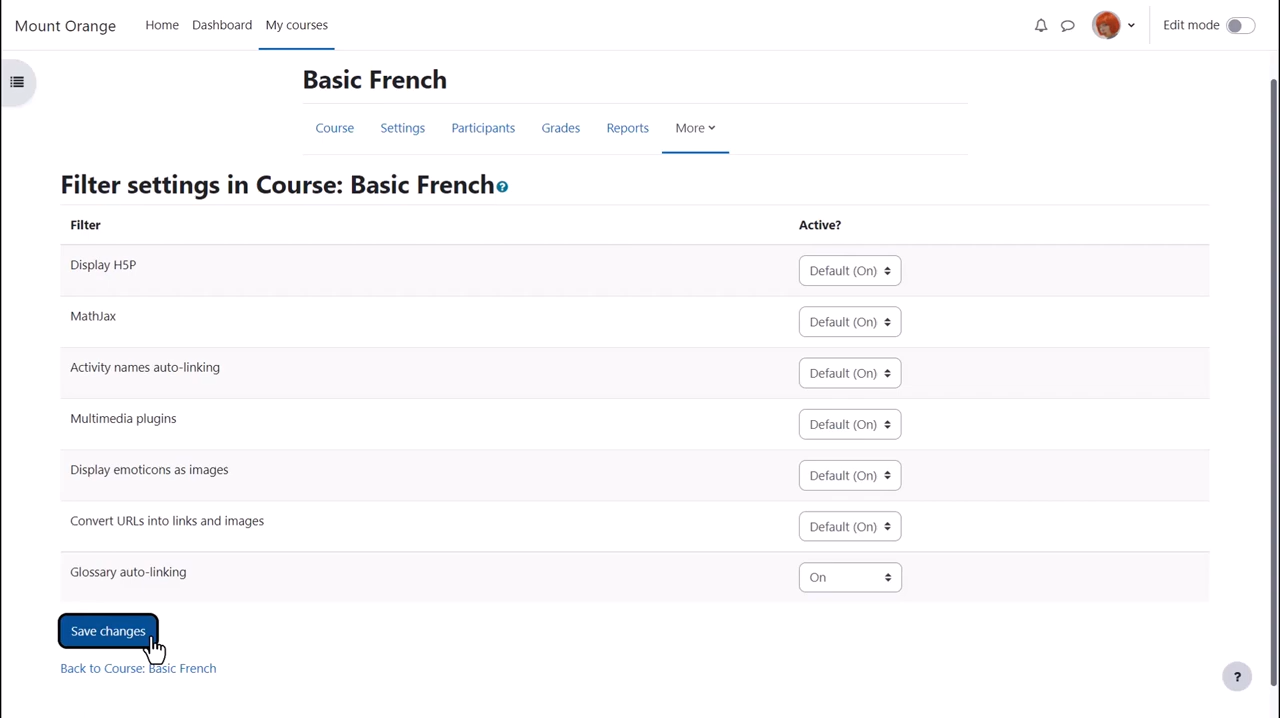 Mount Orange Home Dashboard My courses Edit mode
Basic French
Course Settings Participants Grades Reports More
Filter settings in Course: Basic French ?
Filter Active?
Display H5P Default (On)
MathJax Default (On)
Activity names auto-linking Default (On)
Multimedia plugins Default (On)
Display emoticons as images Default (On)
Convert URLs into links and images Default (On)
Glossary auto-linking On
Save changes
Back to Course: Basic French
?